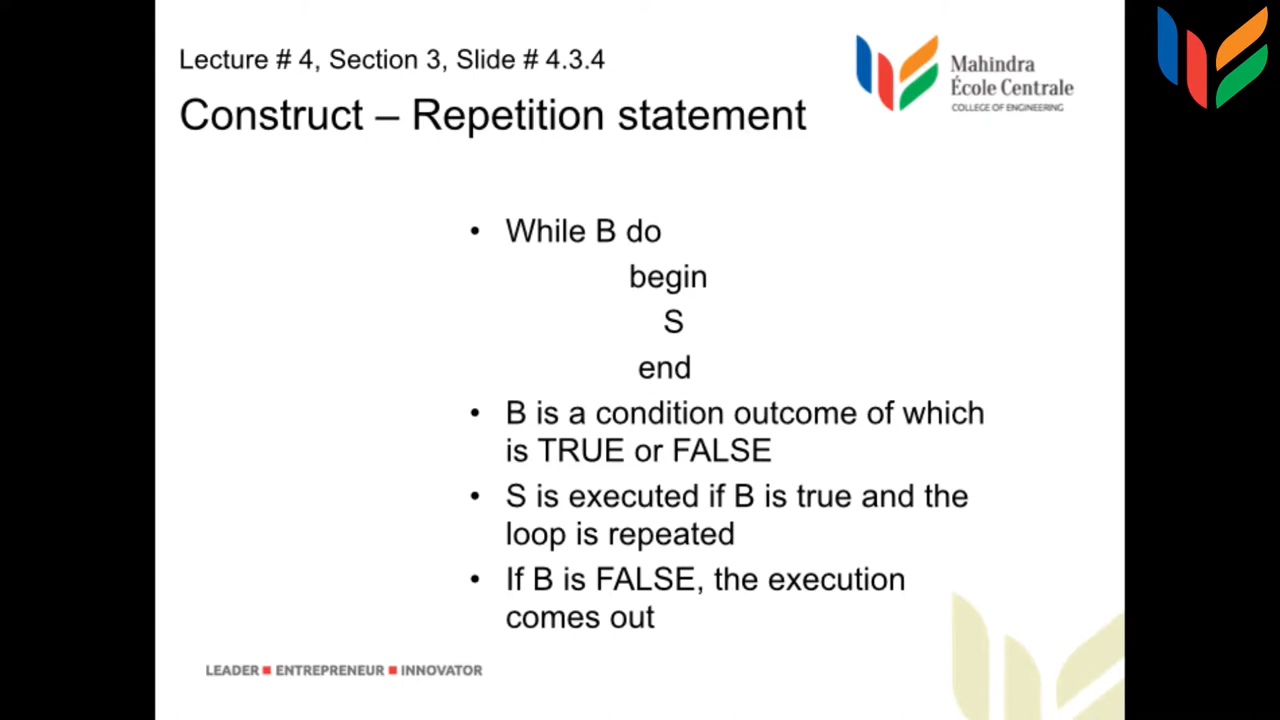 Lecture # 4, Section 3, Slide # 4.3.4
Construct – Repetition statement
Mahindra
École Centrale
COLLEGE OF ENGINEERING
• While B do
begin
S
end
• B is a condition outcome of which
is TRUE or FALSE
• S is executed if B is true and the
loop is repeated
• If B is FALSE, the execution
comes out
LEADER ■ ENTREPRENEUR ■ INNOVATOR